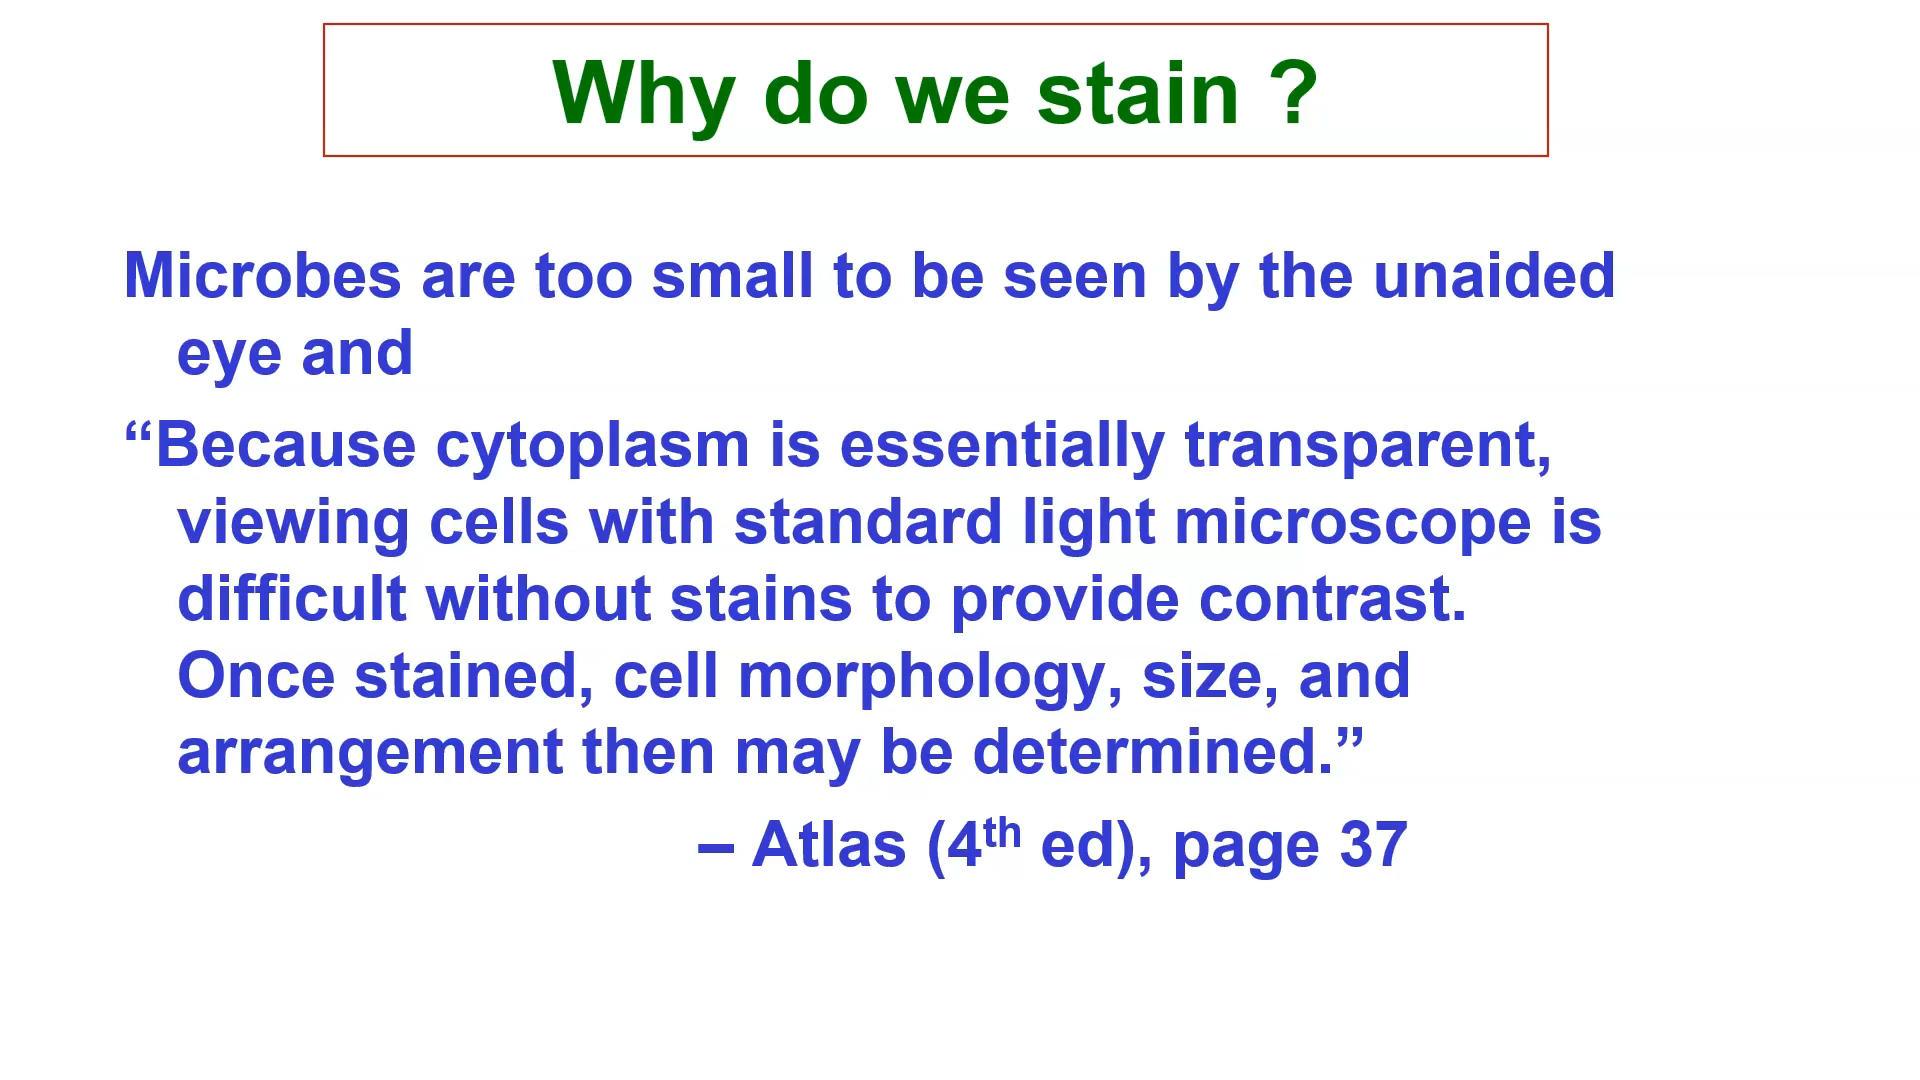 Why do we stain ?
Microbes are too small to be seen by the unaided
eye and
“Because cytoplasm is essentially transparent,
viewing cells with standard light microscope is
difficult without stains to provide contrast.
Once stained, cell morphology, size, and
arrangement then may be determined.”
– Atlas (4th ed), page 37